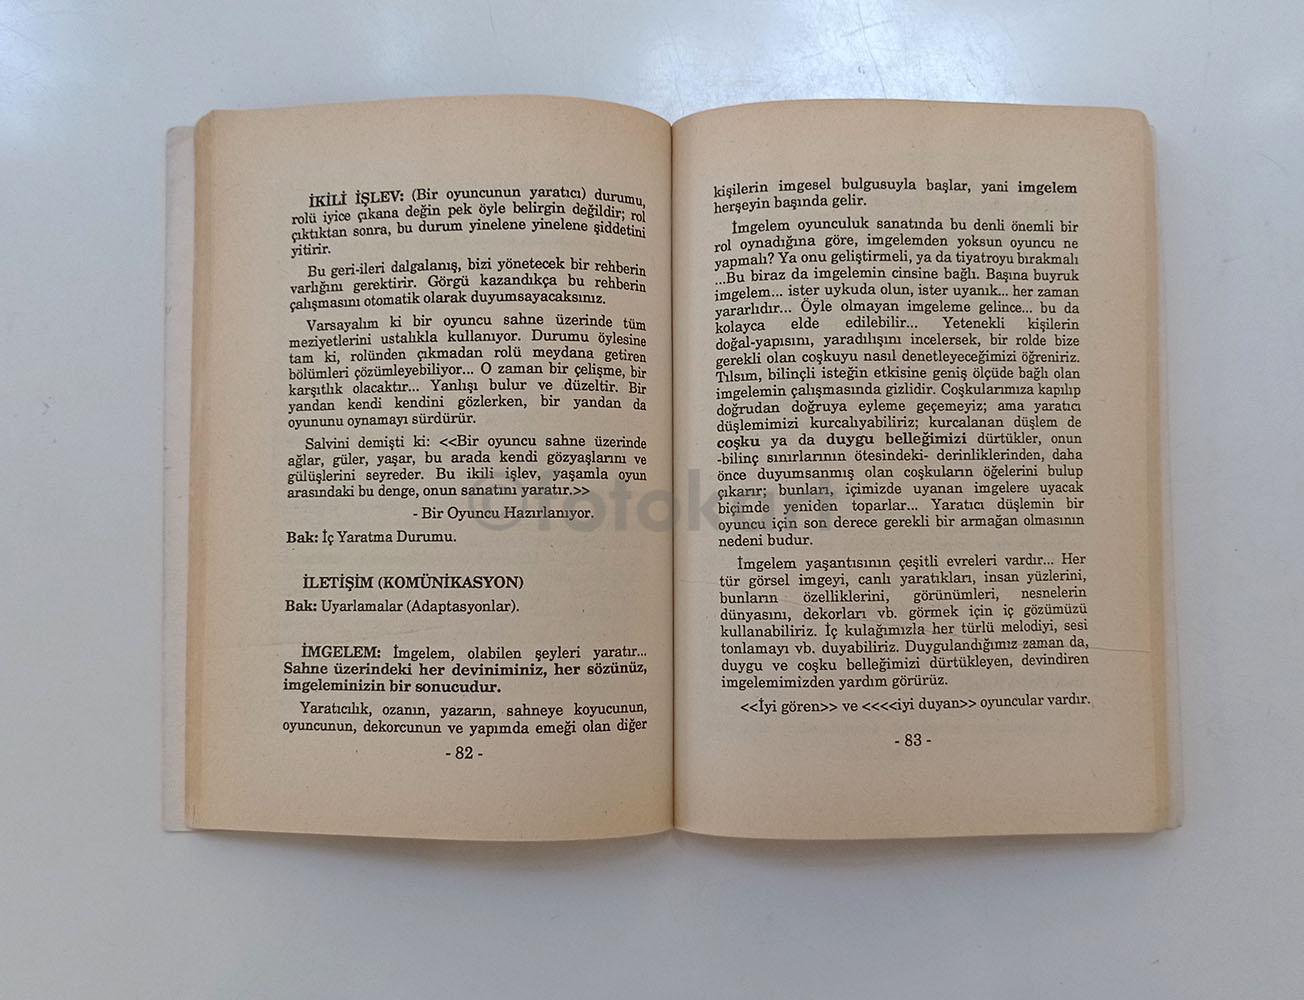 İKİLİ İŞLEV: (Bir oyuncunun yaratıcı) durumu,
rolü iyice çıkana değin pek öyle belirgin değildir; rol
çıktıktan sonra, bu durum yinelene yinelene şiddetini
yitirir.
Bu geri-ileri dalgalanış, bizi yönetecek bir rehberin
varlığını gerektirir. Görgü kazandıkça bu rehberin
çalışmasını otomatik olarak duyumsayacaksınız.
Varsayalım ki bir oyuncu sahne üzerinde tüm
meziyetlerini ustalıkla kullanıyor. Durumu öylesine
tam ki, rolünden çıkmadan rolü meydana getiren
bölümleri çözümleyebiliyor... O zaman bir çelişme, bir
karşıtlık olacaktır... Yanlışı bulur ve düzeltir. Bir
yandan kendi kendini gözlerken, bir yandan da
oyununu oynamayı sürdürür.
Salvini demişti ki: <<Bir oyuncu sahne üzerinde
ağlar, güler, yaşar, bu arada kendi gözyaşlarını ve
gülüşlerini seyreder. Bu ikili işlev, yaşamla oyun
arasındaki bu denge, onun sanatını yaratır.>>
- Bir Oyuncu Hazırlanıyor.
Bak: İç Yaratma Durumu.
İLETİŞİM (KOMÜNİKASYON)
Bak: Uyarlamalar (Adaptasyonlar).
İMGELEM: İmgelem, olabilen şeyleri yaratır...
Sahne üzerindeki her deviniminiz, her sözünüz,
imgeleminizin bir sonucudur.
Yaratıcılık, ozanın, yazarın, sahneye koyucunun,
oyuncunun, dekorcunun ve yapımda emeği olan diğer
- 82 -
kişilerin imgesel bulgusuyla başlar, yani imgelem
herşeyin başında gelir.
İmgelem oyunculuk sanatında bu denli önemli bir
rol oynadığına göre, imgelemden yoksun oyuncu ne
yapmalı? Ya onu geliştirmeli, ya da tiyatroyu bırakmalı
...Bu biraz da imgelemin cinsine bağlı. Başına buyruk
imgelem... ister uykuda olun, ister uyanık... her zaman
yararlıdır... Öyle olmayan imgeleme gelince... bu da
kolayca elde edilebilir... Yetenekli kişilerin
doğal-yapısını, yaradılışını incelersek, bir rolde bize
gerekli olan coşkuyu nasıl denetleyeceğimizi öğreniriz.
Tılsım, bilinçli isteğin etkisine geniş ölçüde bağlı olan
imgelemin çalışmasında gizlidir. Coşkularımıza kapılıp
doğrudan doğruya eyleme geçemeyiz; ama yaratıcı
düşlemimizi kurcalıyabiliriz; kurcalanan düşlem de
coşku ya da duygu belleğimizi dürtükler, onun
-bilinç sınırlarının ötesindeki- derinliklerinden, daha
önce duyumsanmış olan coşkuların öğelerini bulup
çıkarır; bunları, içimizde uyanan imgelere uyacak
biçimde yeniden toparlar... Yaratıcı düşlemin bir
oyuncu için son derece gerekli bir armağan olmasının
nedeni budur.
İmgelem yaşantısının çeşitli evreleri vardır... Her
tür görsel imgeyi, canlı yaratıkları, insan yüzlerini,
bunların özelliklerini, görünümleri, nesnelerin
dünyasını, dekorları vb. görmek için iç gözümüzü
kullanabiliriz. İç kulağımızla her türlü melodiyi, sesi
tonlamayı vb. duyabiliriz. Duygulandığımız zaman da,
duygu ve coşku belleğimizi dürtükleyen, devindiren
imgelemimizden yardım görürüz.
<<İyi gören>> ve <<<<iyi duyan>> oyuncular vardır.
- 83 -
©fotokart